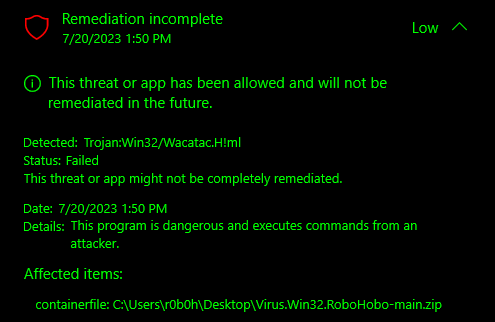 Remediation incomplete
7/20/2023 1:50 PM
Low
This threat or app has been allowed and will not be
remediated in the future.
Detected: Trojan:Win32/Wacatac.H!ml
Status: Failed
This threat or app might not be completely remediated.
Date: 7/20/2023 1:50 PM
Details: This program is dangerous and executes commands from an
attacker.
Affected items:
containerfile: C:\Users\r0b0h\Desktop\Virus.Win32.RoboHobo-main.zip